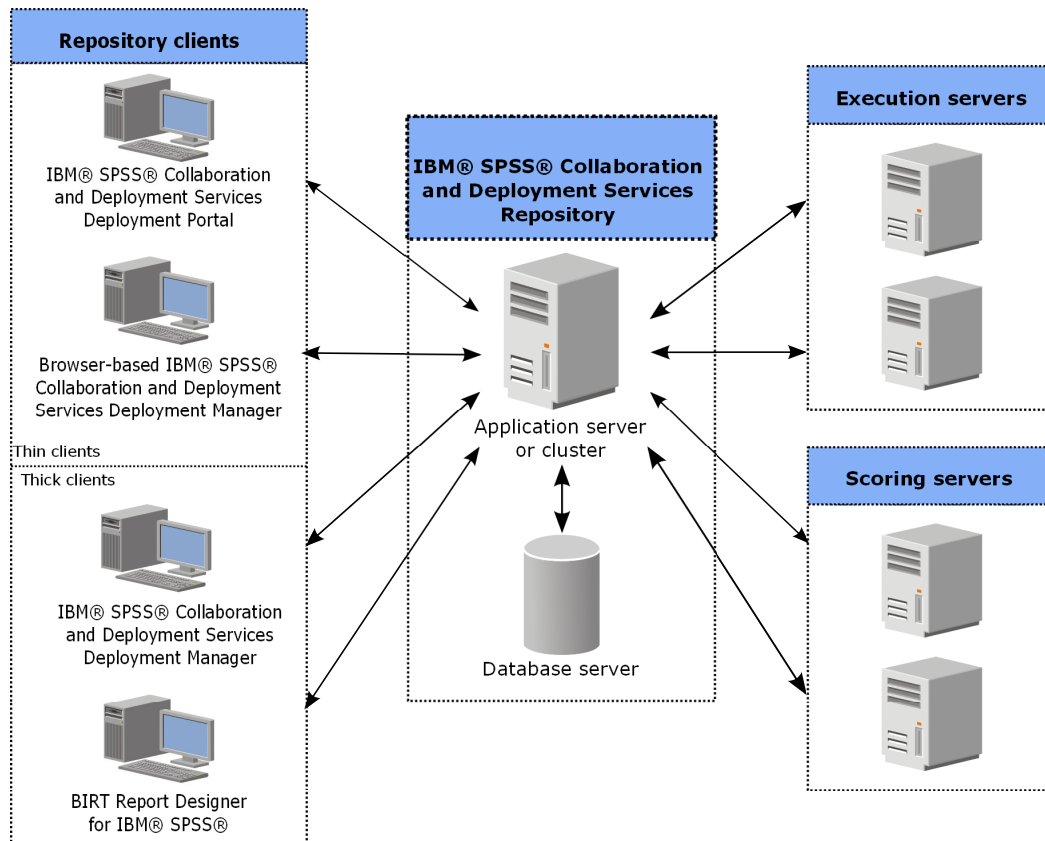 Repository clients
IBM® SPSS® Collaboration
and Deployment Services
Deployment Portal
Browser-based IBM® SPSS®
Collaboration and Deployment
Services Deployment Manager
Thin clients
Thick clients
IBM® SPSS® Collaboration
and Deployment Services
Deployment Manager
BIRT Report Designer
for IBM® SPSS®
IBM® SPSS® Collaboration
and Deployment Services
Repository
Application server
or cluster
Database server
Execution servers
Scoring servers